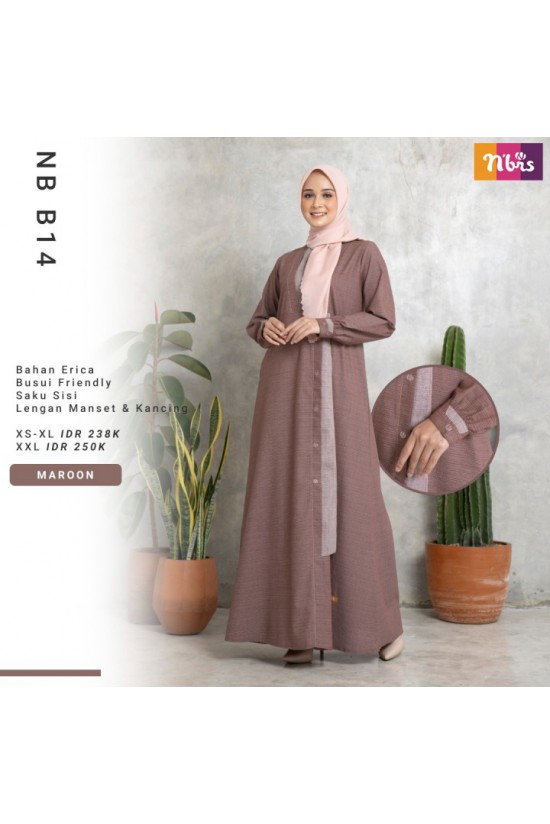 NB B14
N'brs
Bahan Erica
Busui Friendly
Saku Sisi
Lengan Manset & Kancing
XS-XL IDR 238K
XXL IDR 250K
MAROON